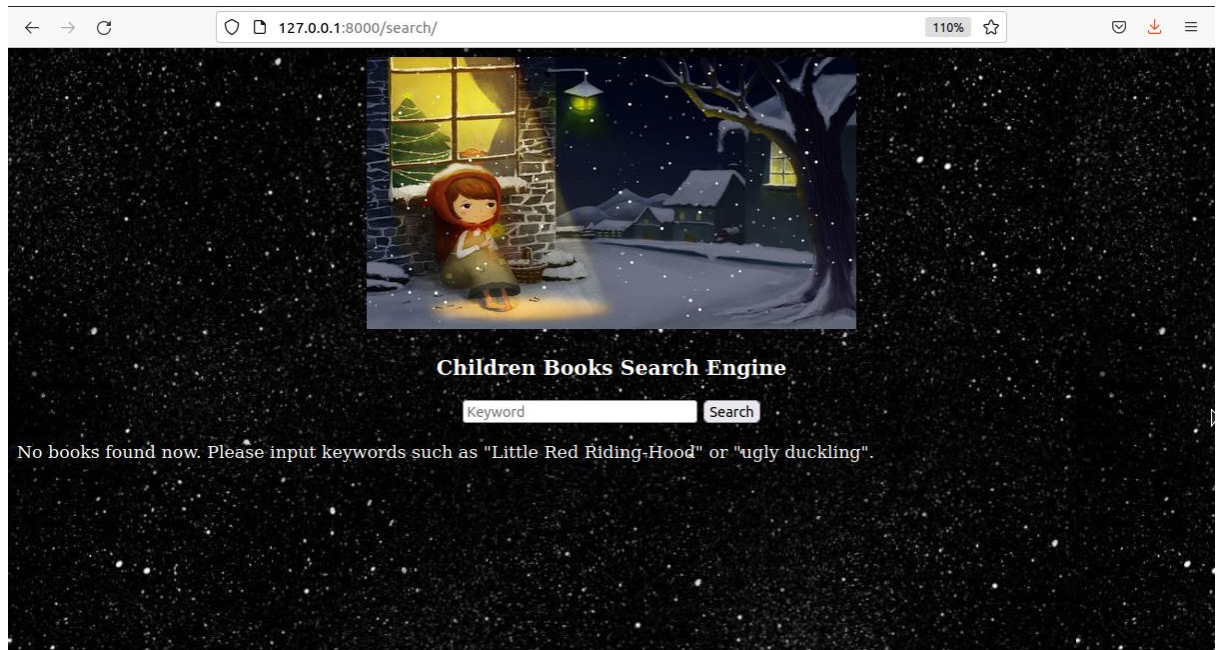 127.0.0.1:8000/search/
110%
Children Books Search Engine
Keyword
Search
No books found now. Please input keywords such as "Little Red Riding-Hood" or "ugly duckling".